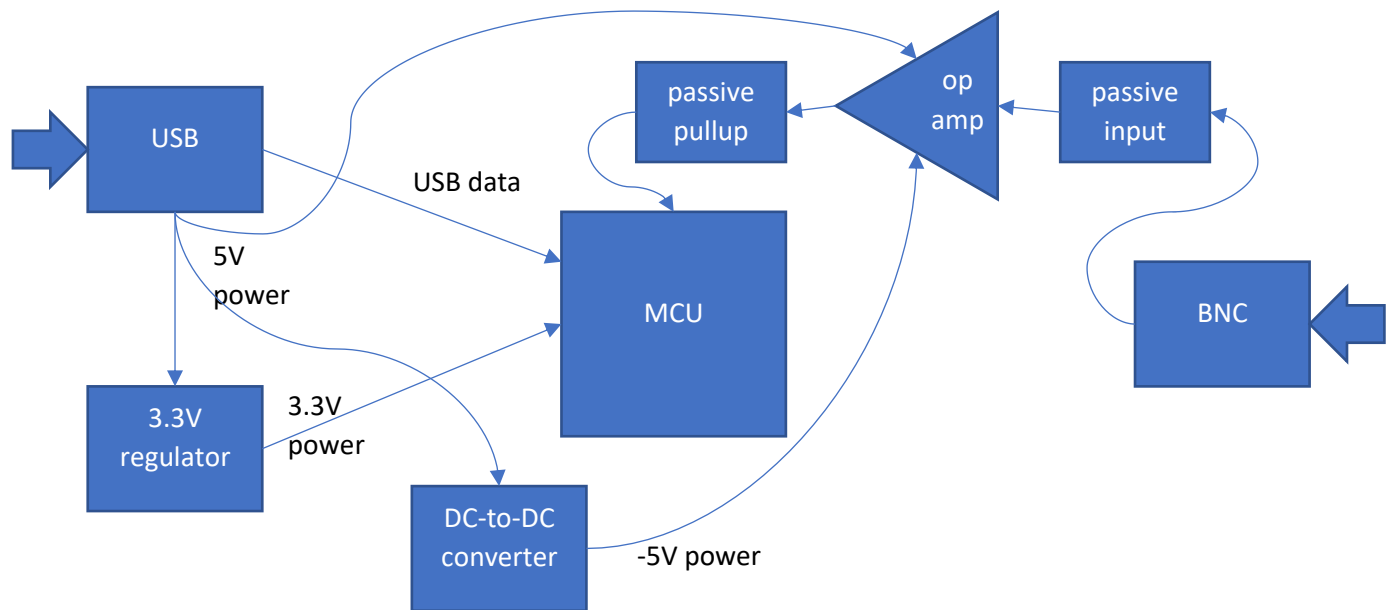 op
amp
passive
pullup
passive
input
USB
USB data
5V
power
MCU
BNC
3.3V
regulator
3.3V
power
DC-to-DC
converter
-5V power